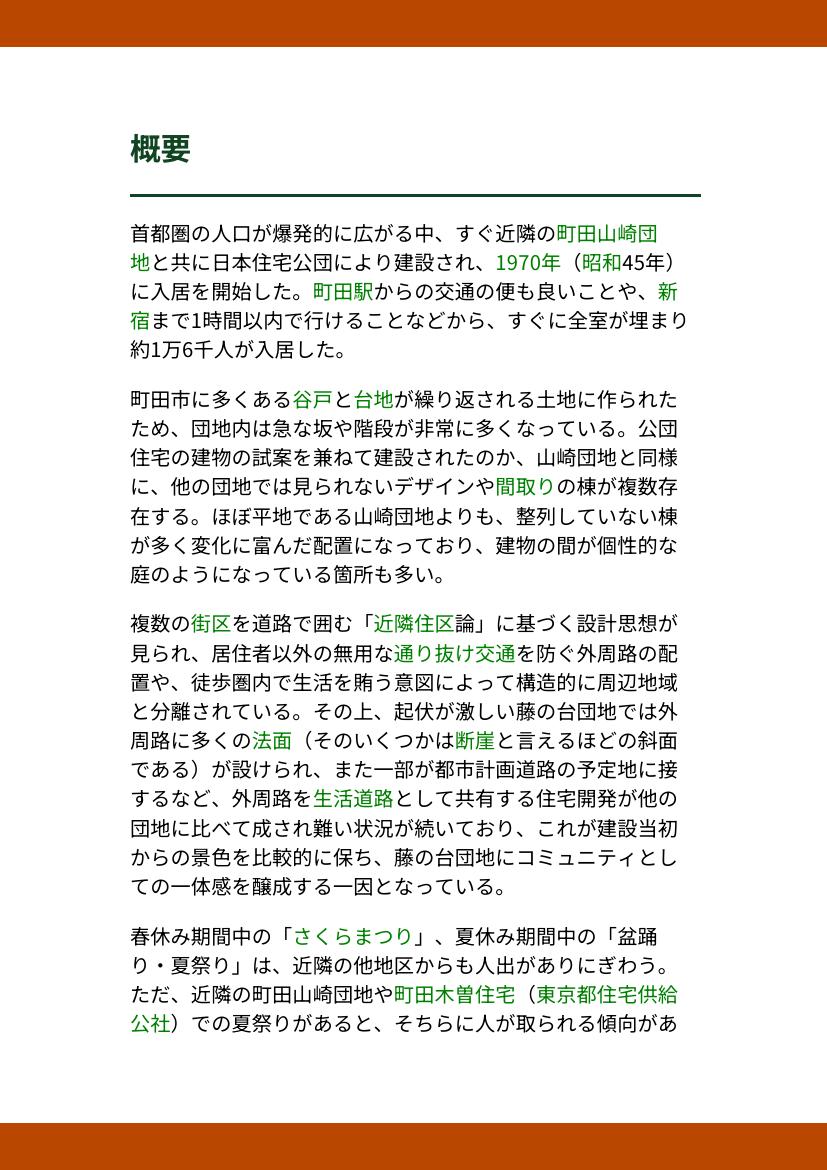 概要
首都圏の人口が爆発的に広がる中、すぐ近隣の町田山崎団
地と共に日本住宅公団により建設され、1970年（昭和45年）
に入居を開始した。町田駅からの交通の便も良いことや、新
宿まで1時間以内で行けることなどから、すぐに全室が埋まり
約1万6千人が入居した。
町田市に多くある谷戸と台地が繰り返される土地に作られた
ため、団地内は急な坂や階段が非常に多くなっている。公団
住宅の建物の試案を兼ねて建設されたのか、山崎団地と同様
に、他の団地では見られないデザインや間取りの棟が複数存
在する。ほぼ平地である山崎団地よりも、整列していない棟
が多く変化に富んだ配置になっており、建物の間が個性的な
庭のようになっている箇所も多い。
複数の街区を道路で囲む「近隣住区論」に基づく設計思想が
見られ、居住者以外の無用な通り抜け交通を防ぐ外周路の配
置や、徒歩圏内で生活を賄う意図によって構造的に周辺地域
と分離されている。その上、起伏が激しい藤の台団地では外
周路に多くの法面（そのいくつかは断崖と言えるほどの斜面
である）が設けられ、また一部が都市計画道路の予定地に接
するなど、外周路を生活道路として共有する住宅開発が他の
団地に比べて成され難い状況が続いており、これが建設当初
からの景色を比較的に保ち、藤の台団地にコミュニティとし
ての一体感を醸成する一因となっている。
春休み期間中の「さくらまつり」、夏休み期間中の「盆踊
り・夏祭り」は、近隣の他地区からも人出がありにぎわう。
ただ、近隣の町田山崎団地や町田木曽住宅（東京都住宅供給
公社）での夏祭りがあると、そちらに人が取られる傾向があ